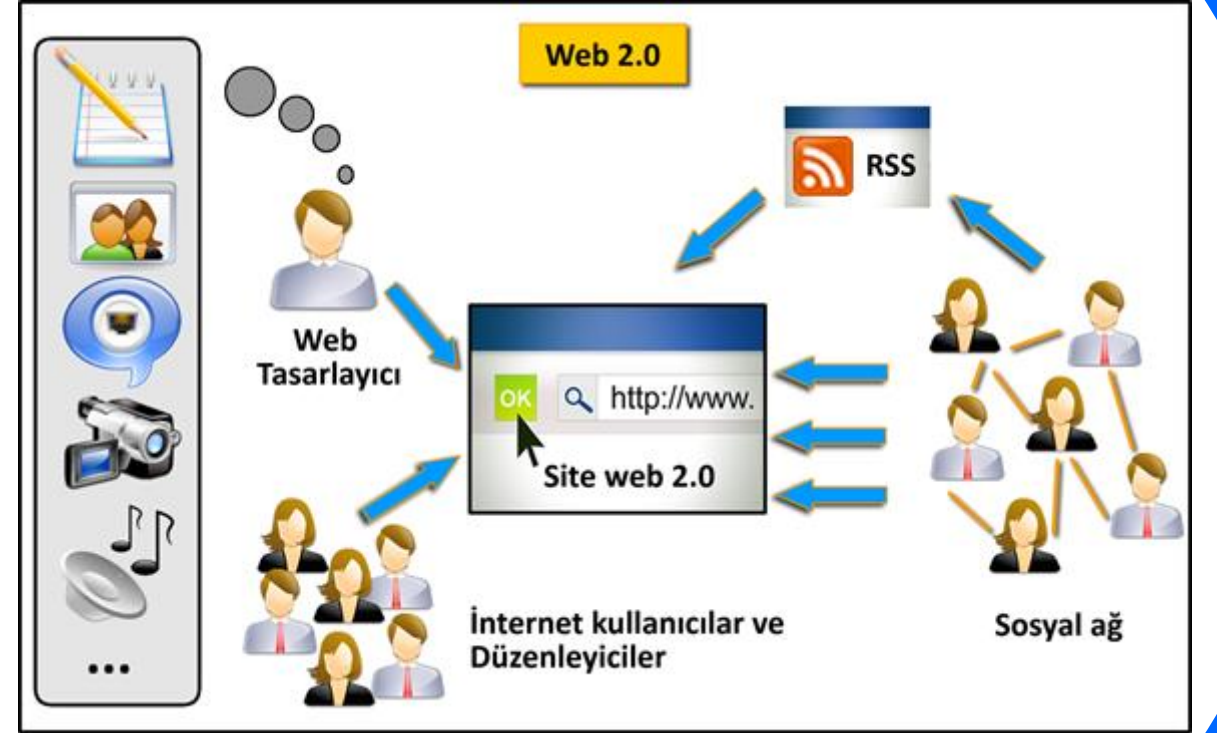 Web 2.0
RSS
Web
Tasarlayıcı
OK
http://www.
Site web 2.0
İnternet kullanıcılar ve
Düzenleyiciler
Sosyal ağ
...